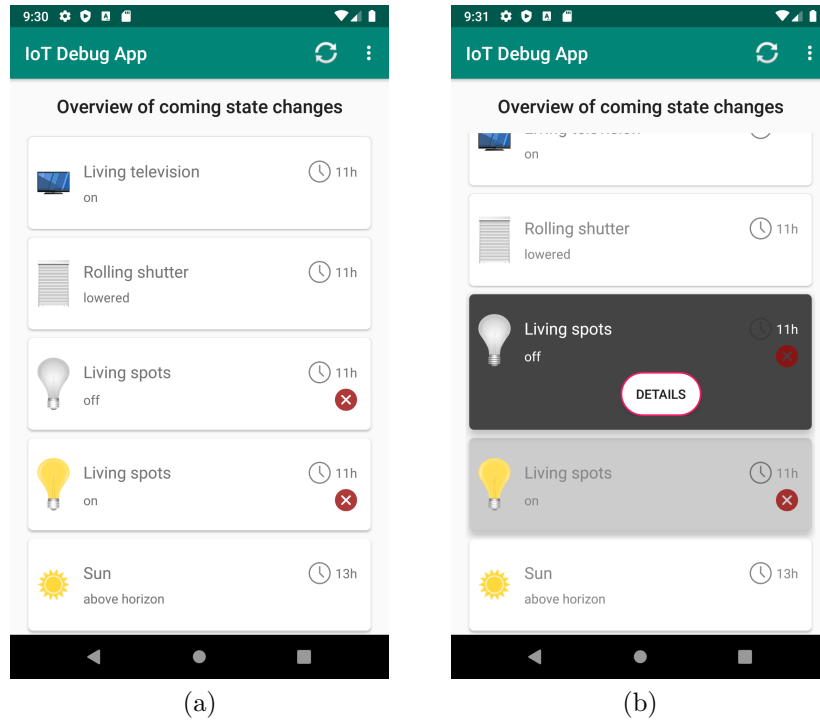 9:30
IoT Debug App
Overview of coming state changes
Living television
11h
on
Rolling shutter
11h
lowered
Living spots
11h
off
Living spots
11h
on
Sun
13h
above horizon
(a)
9:31
IoT Debug App
Overview of coming state changes
on
Rolling shutter
11h
lowered
Living spots
11h
off
DETAILS
Living spots
11h
on
Sun
13h
above horizon
(b)